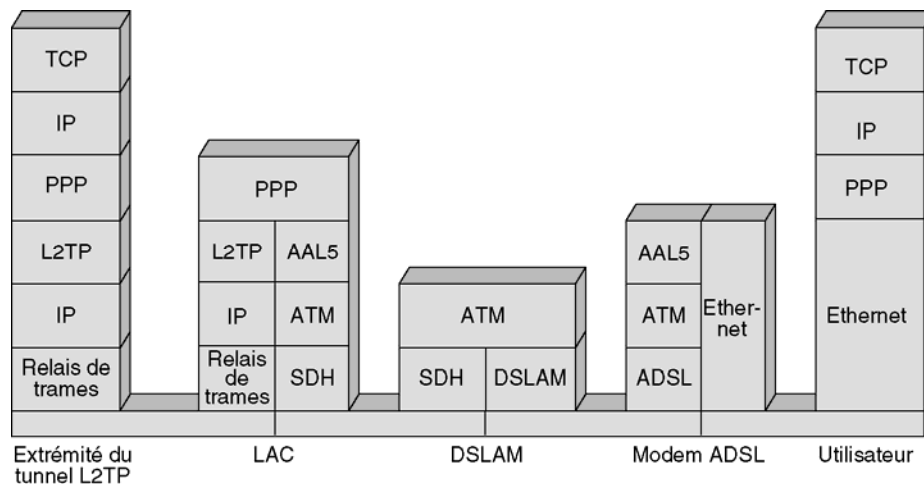 TCP
IP
PPP
L2TP
IP
Relais de
trames
PPP
L2TP
AAL5
IP
ATM
Relais
de
trames
SDH
ATM
SDH
DSLAM
AAL5
ATM
ADSL
Ether-
net
TCP
IP
PPP
Ethernet
Extrémité du
tunnel L2TP
LAC
DSLAM
Modem ADSL
Utilisateur